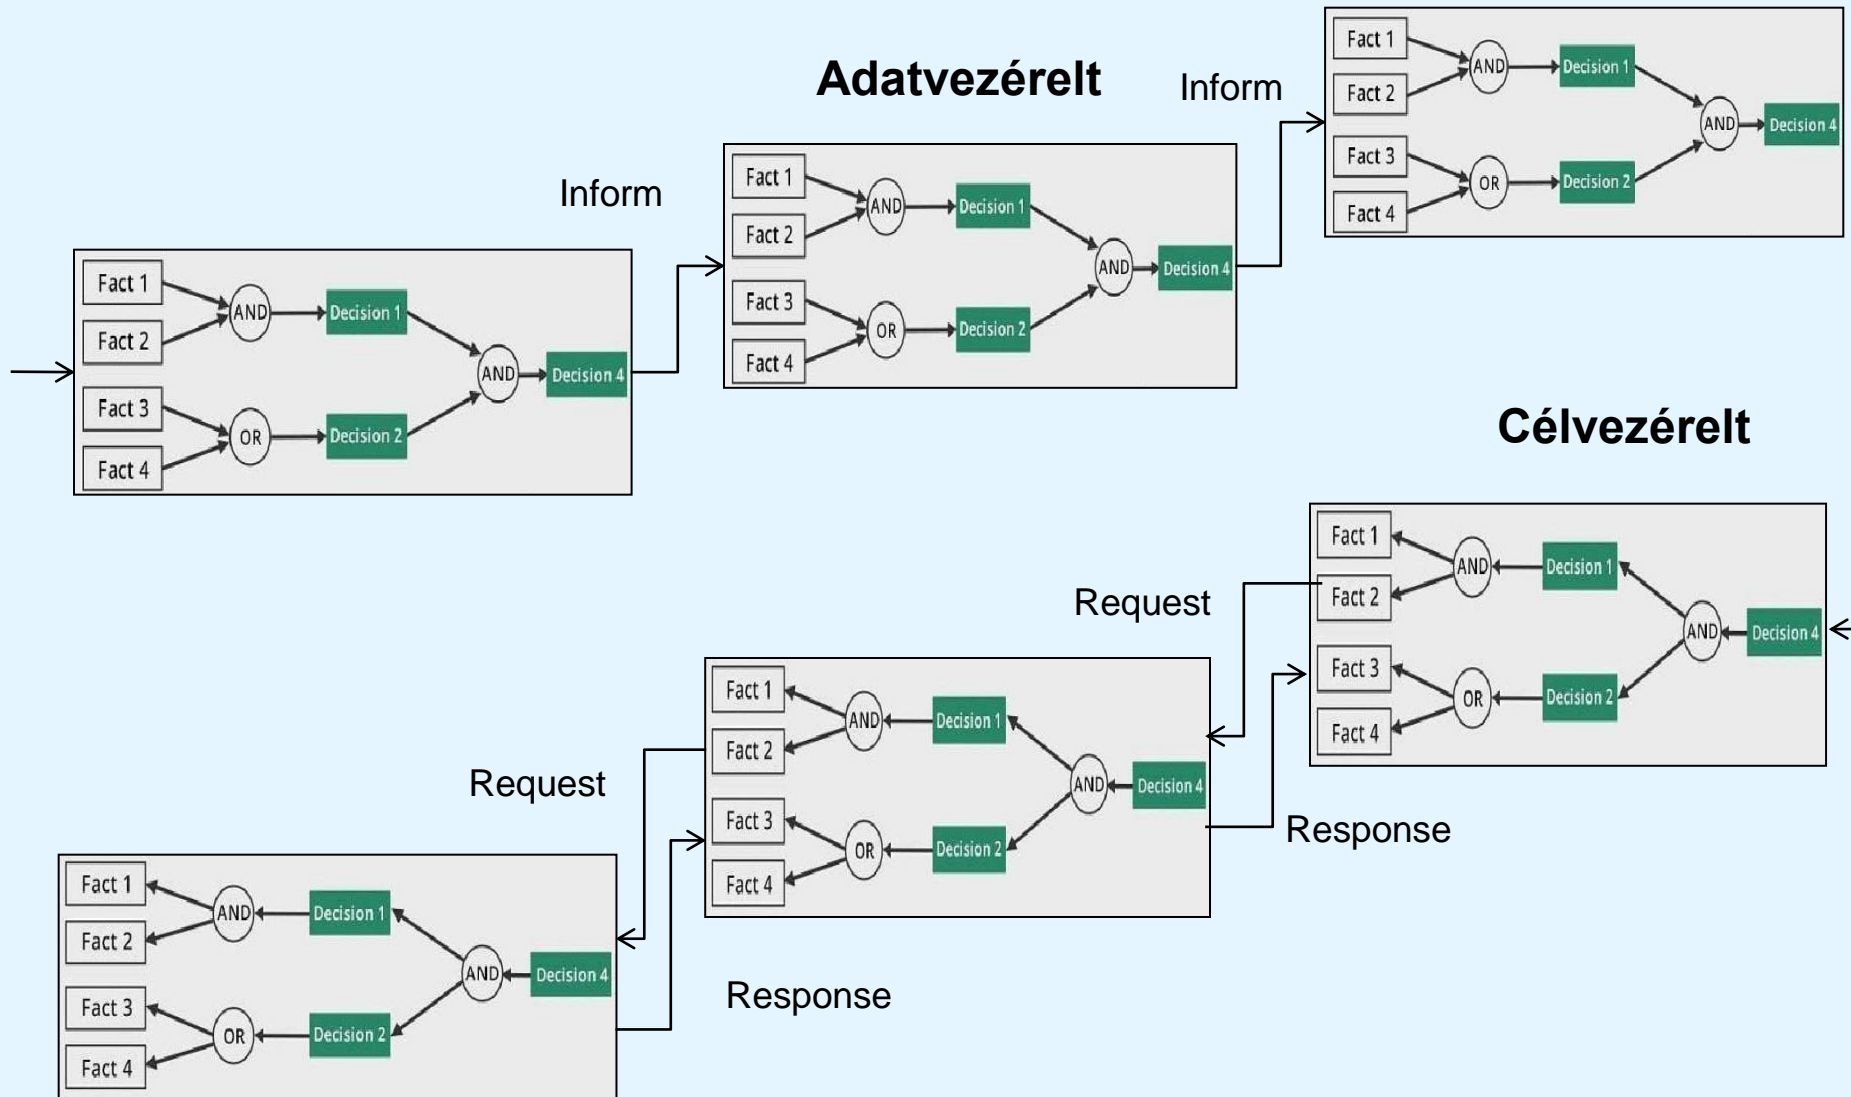 Adatvezérelt
Inform
Fact 1
Fact 2
Fact 3
Fact 4
AND
OR
Decision 1
Decision 2
AND
Decision 4
Inform
Fact 1
Fact 2
Fact 3
Fact 4
AND
OR
Decision 1
Decision 2
AND
Decision 4
Fact 1
Fact 2
Fact 3
Fact 4
AND
OR
Decision 1
Decision 2
AND
Decision 4
Célvezérelt
Fact 1
Fact 2
Fact 3
Fact 4
AND
OR
Decision 1
Decision 2
AND
Decision 4
Request
Response
Fact 1
Fact 2
Fact 3
Fact 4
AND
OR
Decision 1
Decision 2
AND
Decision 4
Request
Response
Fact 1
Fact 2
Fact 3
Fact 4
AND
OR
Decision 1
Decision 2
AND
Decision 4